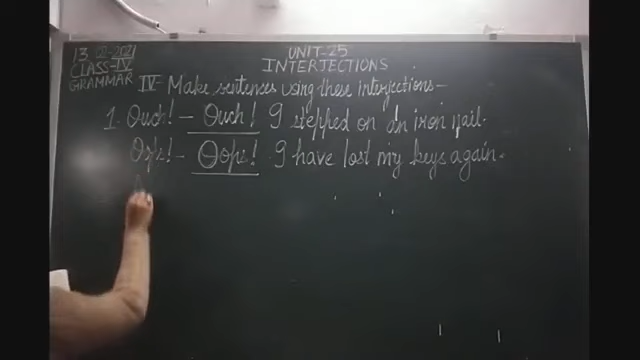 13 2021 UNIT-25
CLASS-IV INTERJECTIONS
GRAMMAR IV Make sentences using these interjections-
1. Ouch! - Ouch! I stepped on an iron nail.
Oops! - Oops! I have lost my keys again.